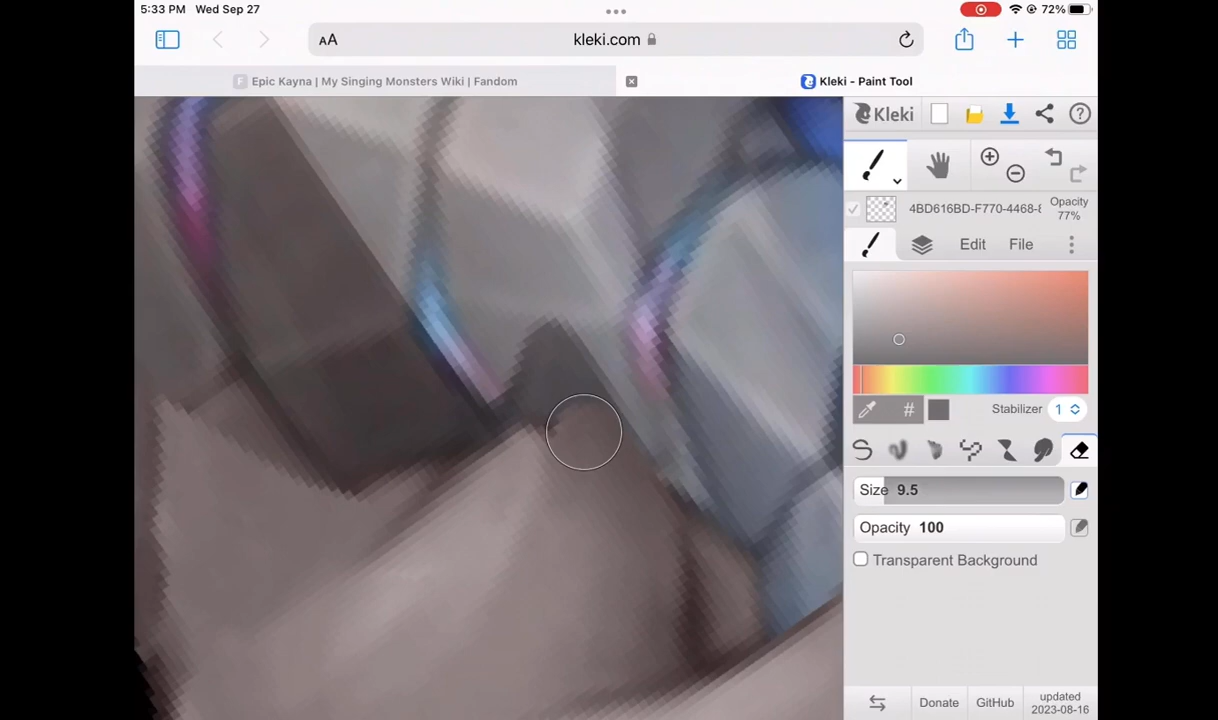 5:33 PM Wed Sep 27
72%
AA
kleki.com
Epic Kayna | My Singing Monsters Wiki | Fandom
Kleki - Paint Tool
Kleki
4BD616BD-F770-4468-8
Opacity
77%
Edit
File
#
Stabilizer
1
Size 9.5
Opacity 100
Transparent Background
Donate
GitHub
updated
2023-08-16